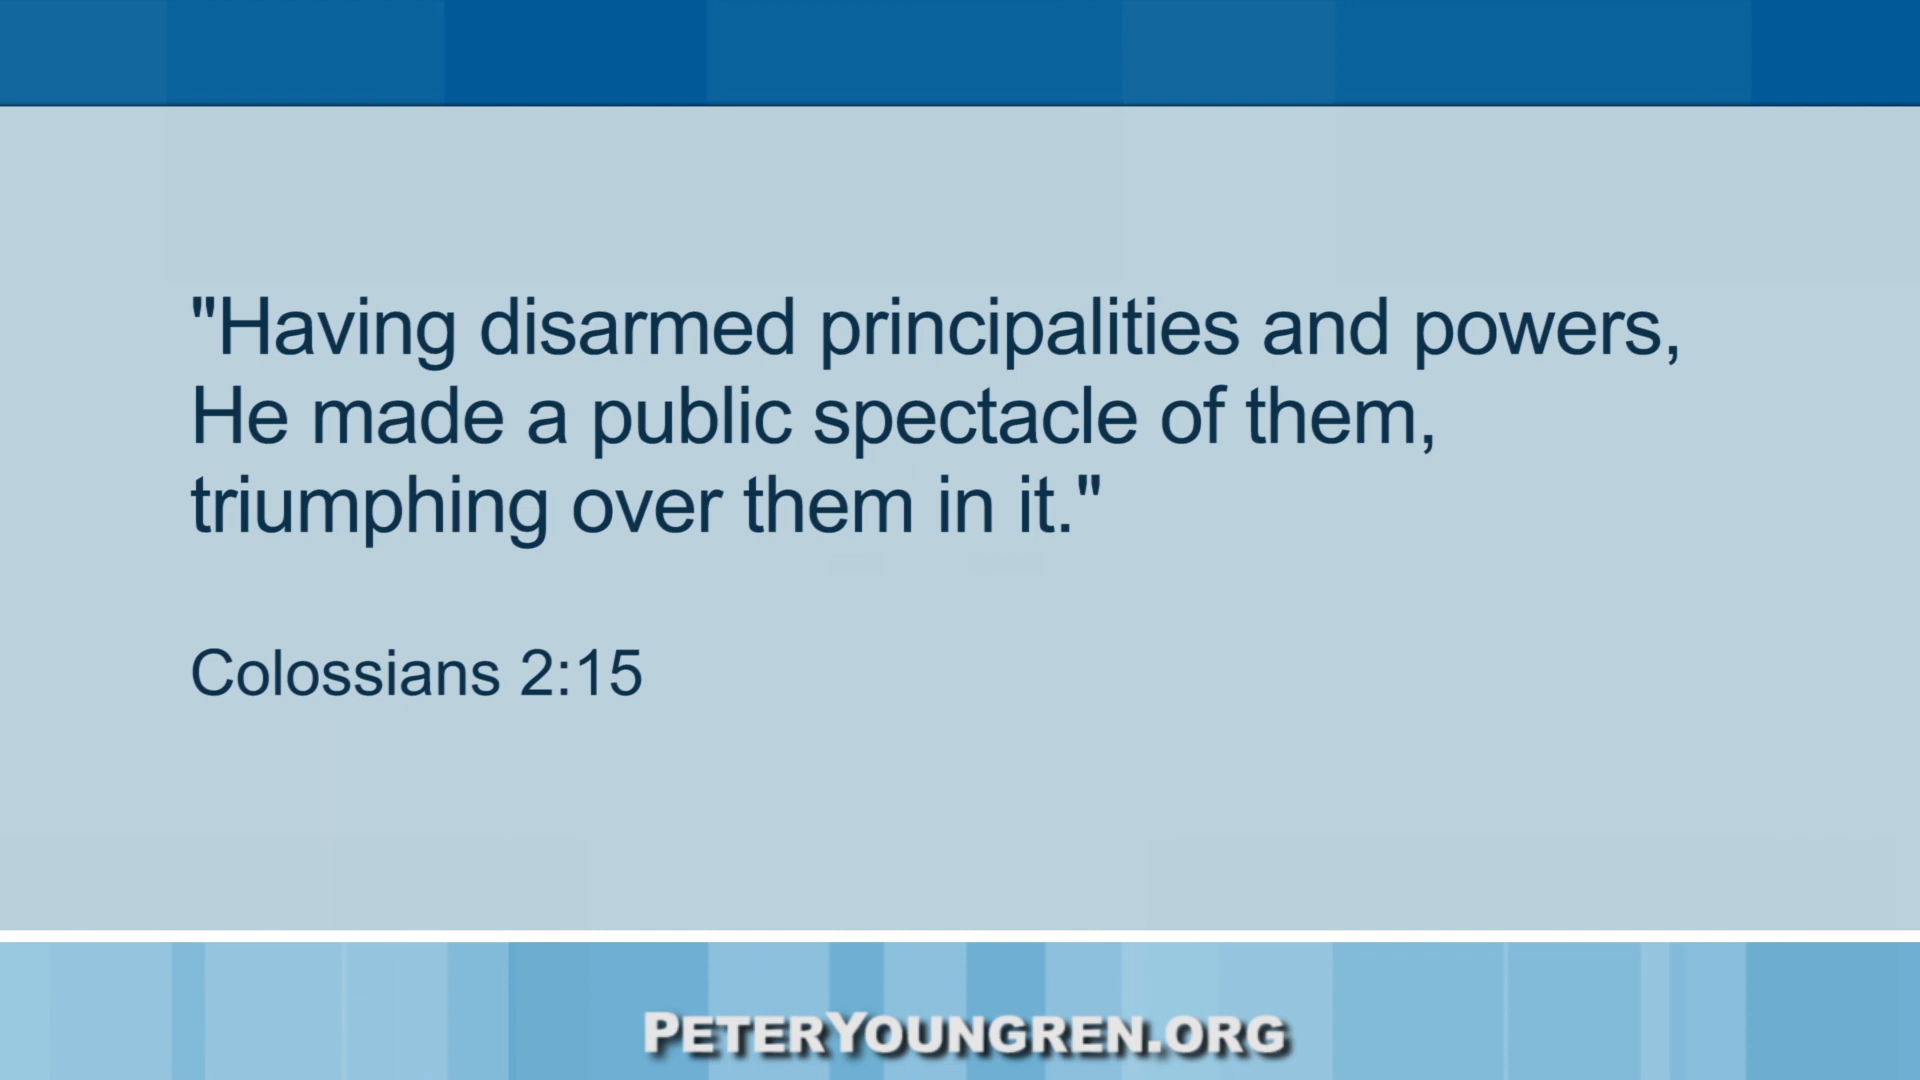 "Having disarmed principalities and powers,
He made a public spectacle of them,
triumphing over them in it."
Colossians 2:15
PETERYOUNGREN.ORG